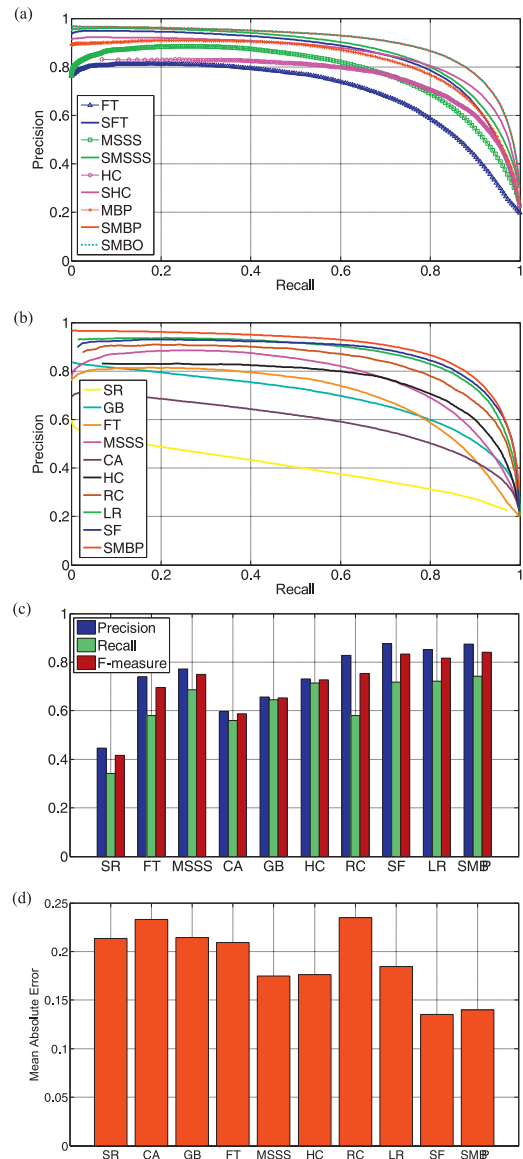 (a)
1
0.8
0.6
0.4
0.2
0
Precision
FT
SFT
MSSS
SMSSS
HC
SHC
MBP
SMBP
SMBO
0 0.2 0.4 0.6 0.8 1
Recall
(b)
1
0.8
0.6
0.4
0.2
0
Precision
SR
GB
FT
MSSS
CA
HC
RC
LR
SF
SMBP
0 0.2 0.4 0.6 0.8 1
Recall
(c)
1
0.8
0.6
0.4
0.2
0
Precision
Recall
F-measure
SR FT MSSS CA GB HC RC SF LR SMBP
(d)
0.25
0.2
0.15
0.1
0.05
0
Mean Absolute Error
SR CA GB FT MSSS HC RC LR SF SMBP